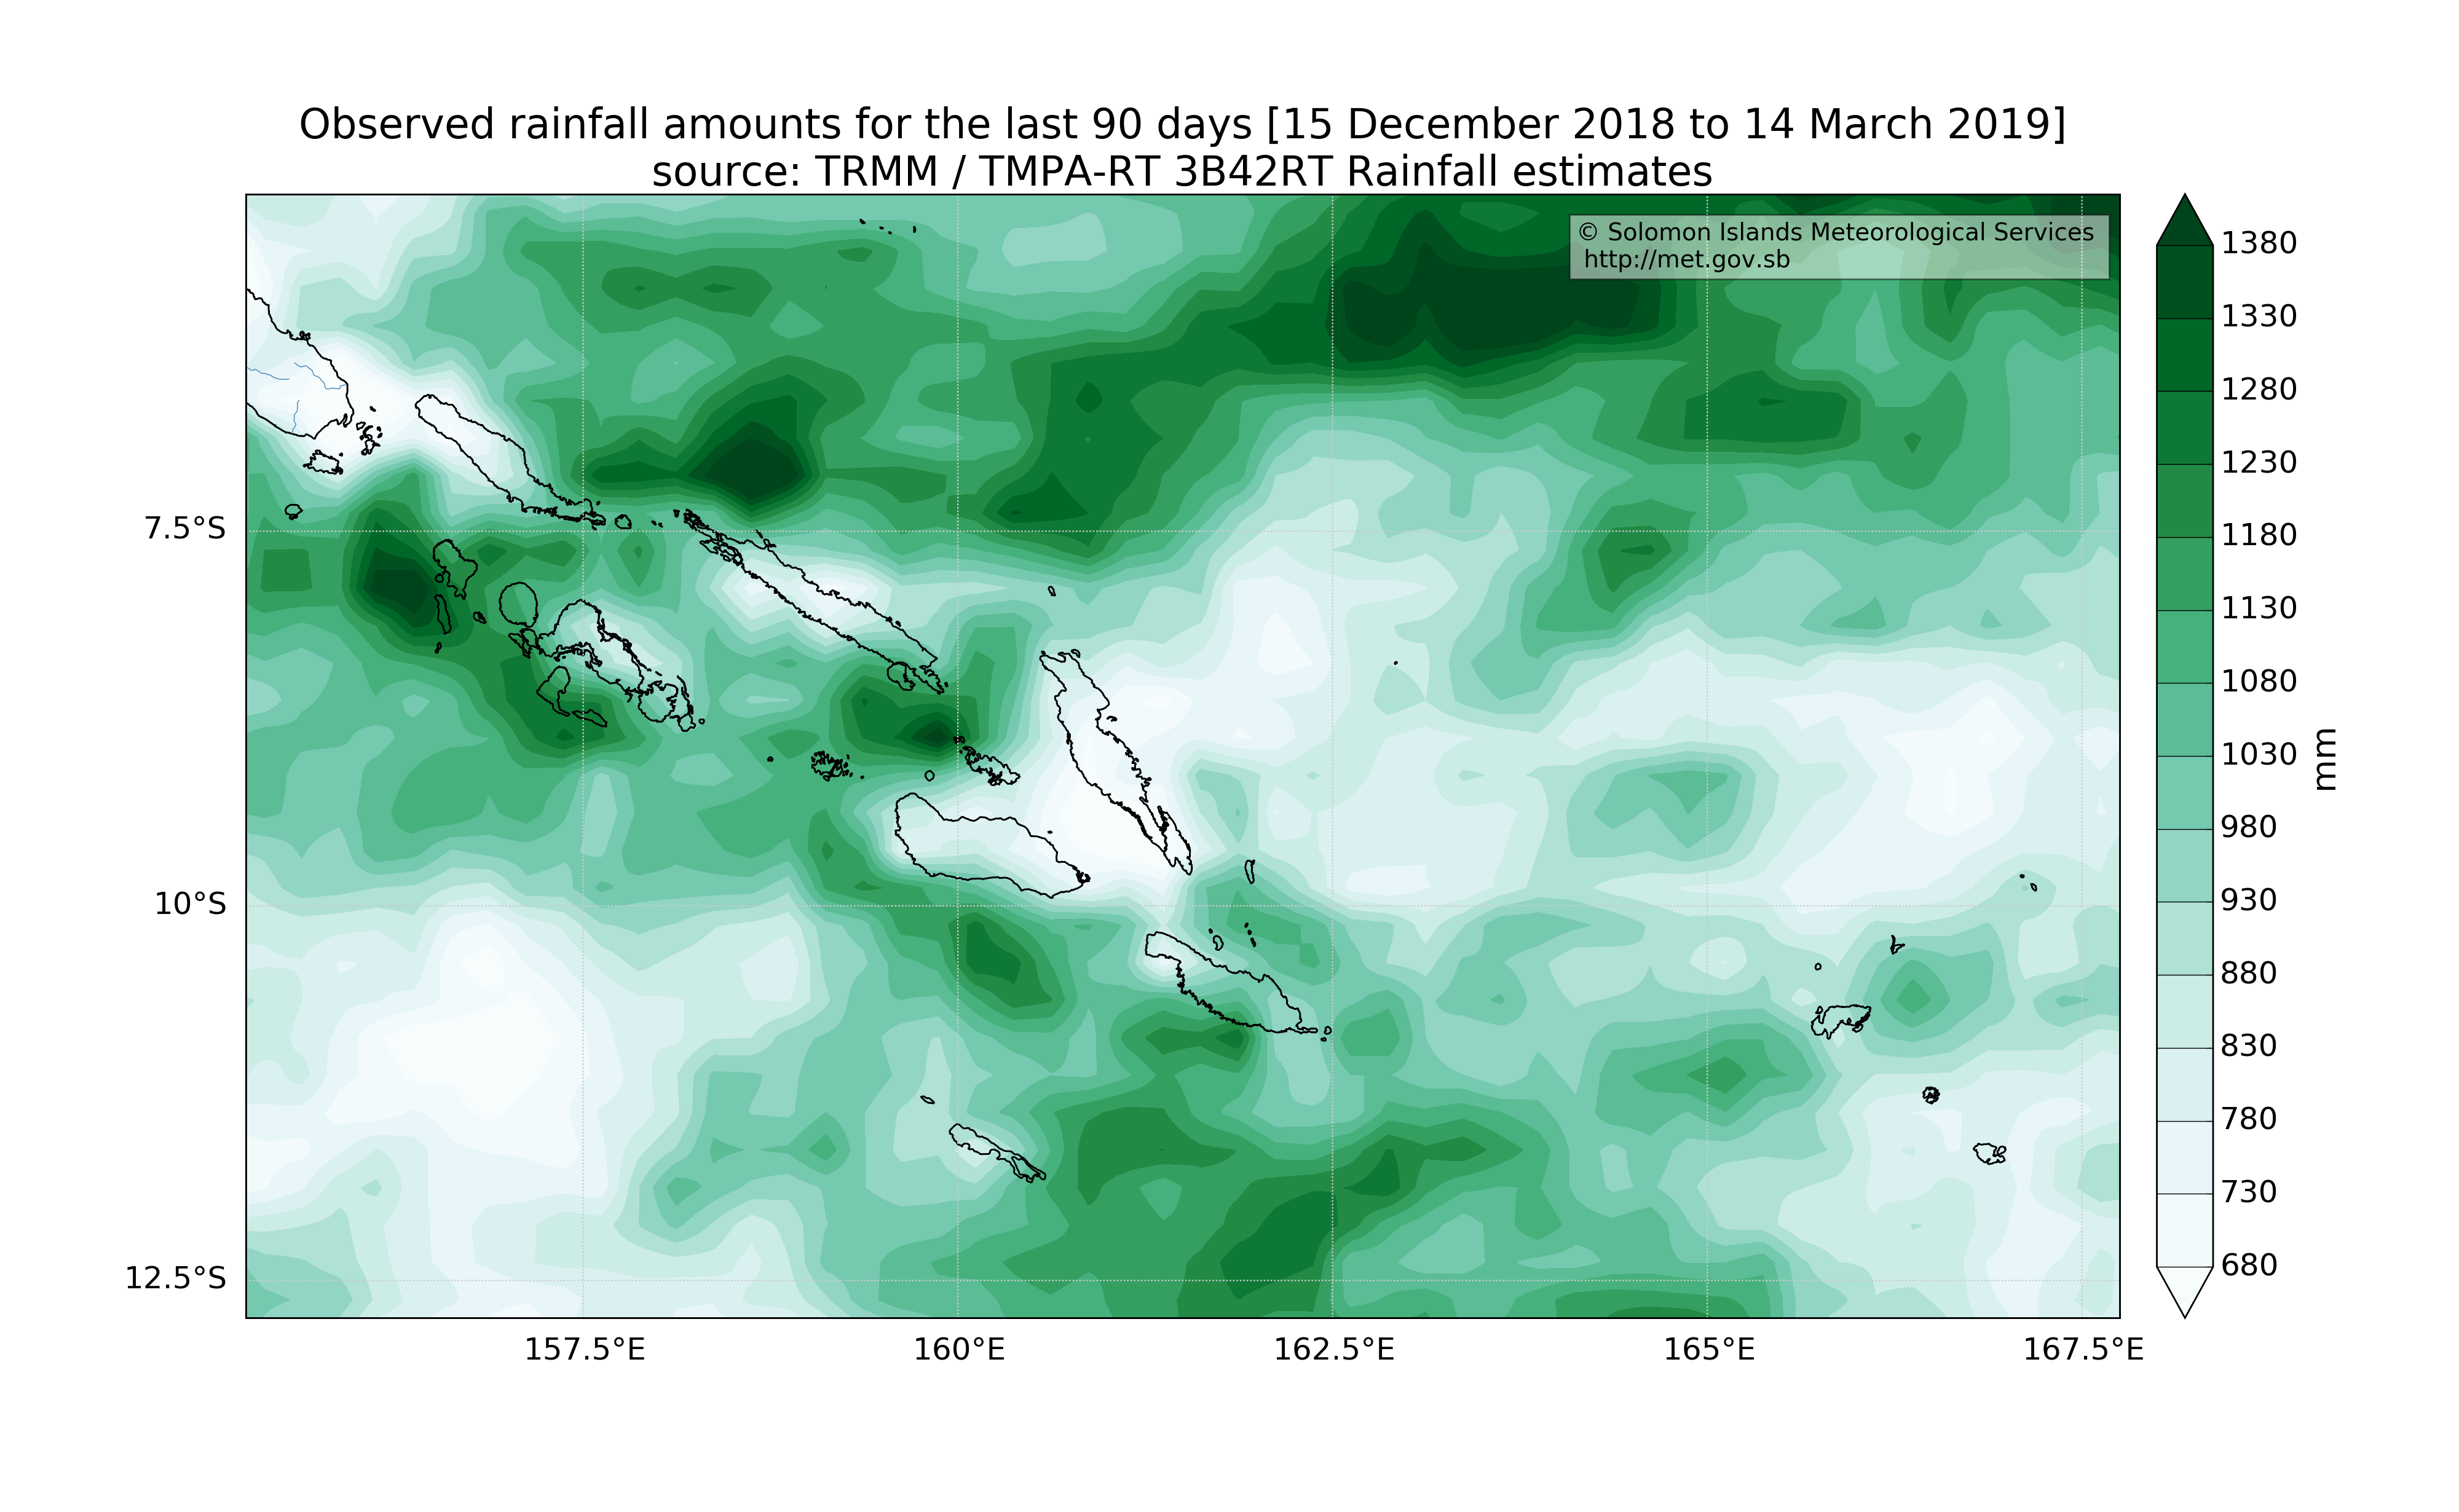 Observed rainfall amounts for the last 90 days [15 December 2018 to 14 March 2019]
source: TRMM / TMPA-RT 3B42RT Rainfall estimates
© Solomon Islands Meteorological Services
http://met.gov.sb
7.5°S
10°S
12.5°S
157.5°E
160°E
162.5°E
165°E
167.5°E
1380
1330
1280
1230
1180
1130
1080
1030
980
930
880
830
780
730
680
mm